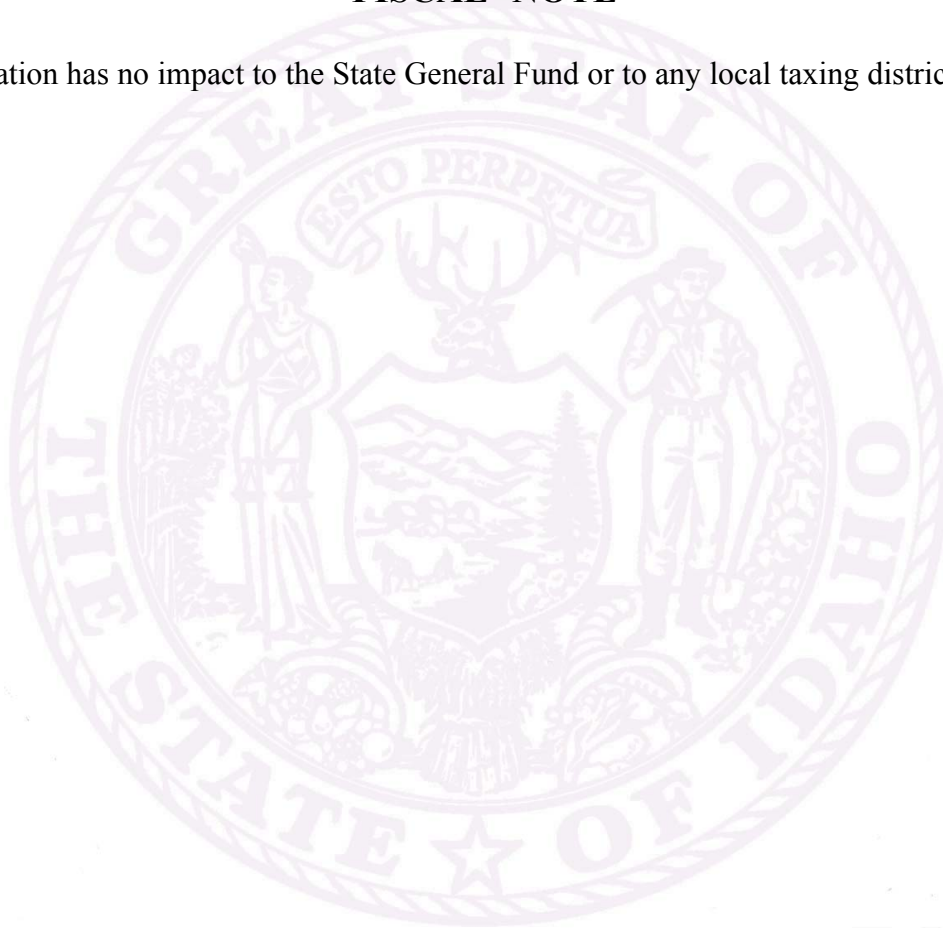 FISCAL NOTE
ation has no impact to the State General Fund or to any local taxing distric
GREAT SEAL OF
ESTO PERPETUA
THE STATE OF IDAHO